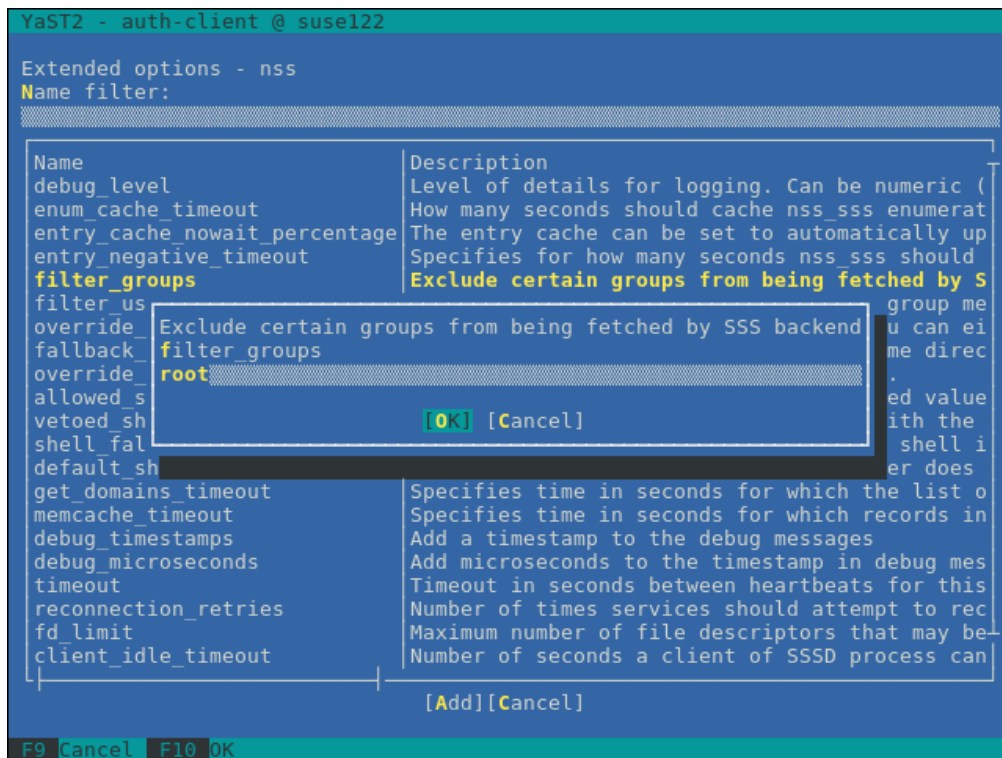 YaST2 - auth-client @ suse122
Extended options - nss
Name filter:
Name Description
debug_level Level of details for logging. Can be numeric (
enum_cache_timeout How many seconds should cache nss_sss enumerat
entry_cache_nowait_percentage The entry cache can be set to automatically up
entry_negative_timeout Specifies for how many seconds nss_sss should
filter_groups Exclude certain groups from being fetched by S
filter_us group me
override_ u can ei
fallback_ me direc
override_ .
allowed_s ed value
vetoed_sh ith the
shell_fal shell i
default_sh er does
Exclude certain groups from being fetched by SSS backend
filter_groups
root
[OK] [Cancel]
get_domains_timeout Specifies time in seconds for which the list o
memcache_timeout Specifies time in seconds for which records in
debug_timestamps Add a timestamp to the debug messages
debug_microseconds Add microseconds to the timestamp in debug mes
timeout Timeout in seconds between heartbeats for this
reconnection_retries Number of times services should attempt to rec
fd_limit Maximum number of file descriptors that may be
client_idle_timeout Number of seconds a client of SSSD process can
[Add][Cancel]
F9 Cancel F10 OK